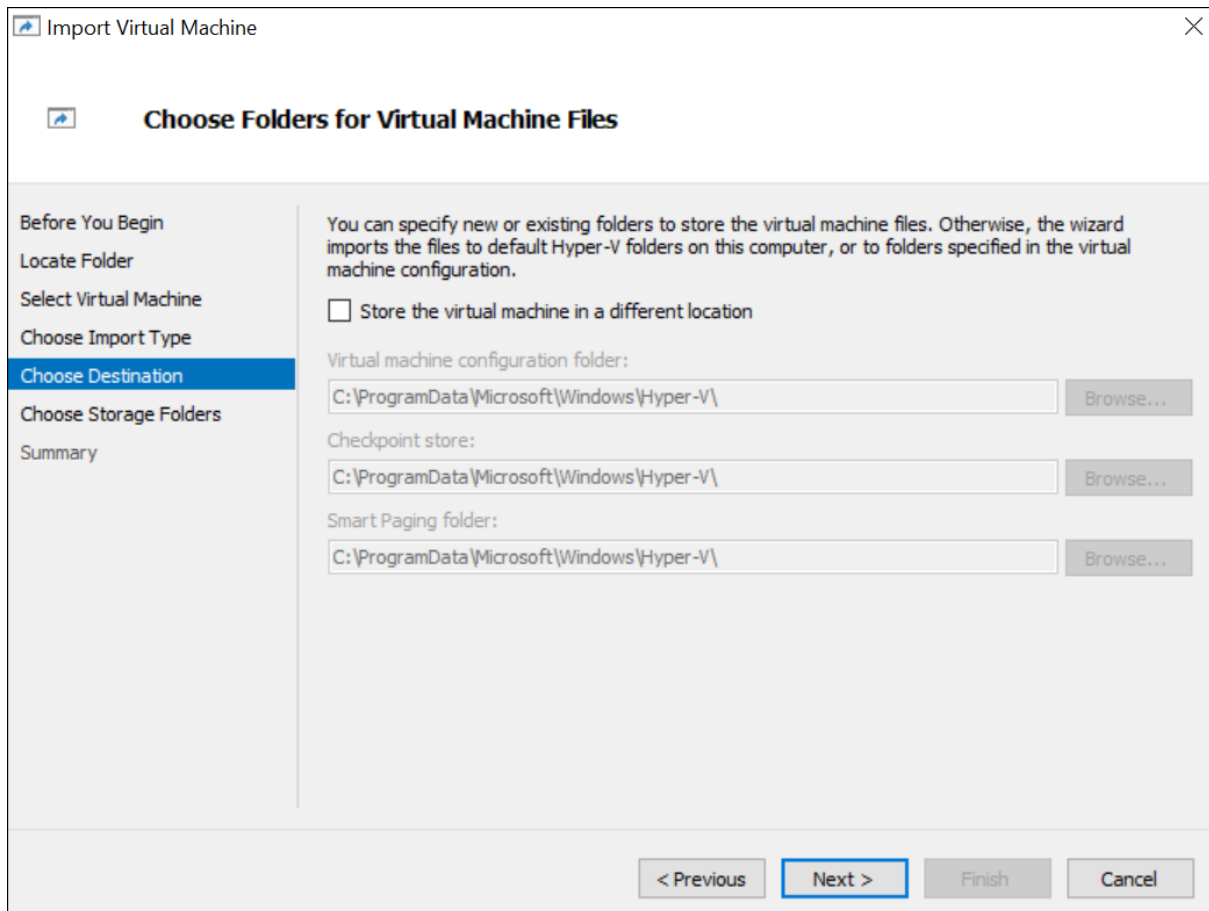 Import Virtual Machine
Choose Folders for Virtual Machine Files
Before You Begin
Locate Folder
Select Virtual Machine
Choose Import Type
Choose Destination
Choose Storage Folders
Summary
You can specify new or existing folders to store the virtual machine files. Otherwise, the wizard
imports the files to default Hyper-V folders on this computer, or to folders specified in the virtual
machine configuration.
Store the virtual machine in a different location
Virtual machine configuration folder:
C:\ProgramData\Microsoft\Windows\Hyper-V\ Browse...
Checkpoint store:
C:\ProgramData\Microsoft\Windows\Hyper-V\ Browse...
Smart Paging folder:
C:\ProgramData\Microsoft\Windows\Hyper-V\ Browse...
< Previous Next > Finish Cancel